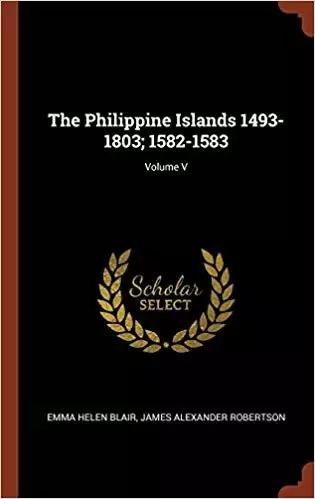 The Philippine Islands 1493-
1803; 1582-1583
Volume V
Scholar
SELECT
EMMA HELEN BLAIR, JAMES ALEXANDER ROBERTSON